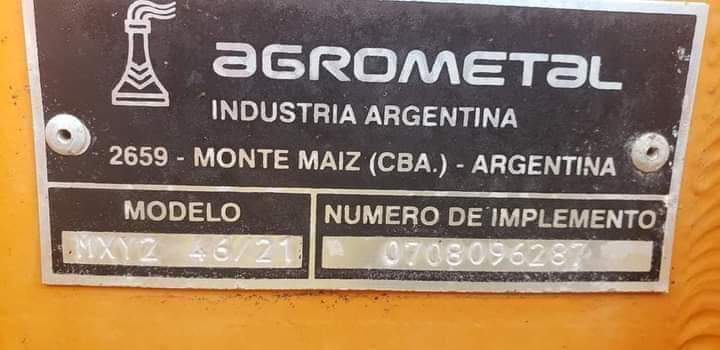 AGROMETAL
INDUSTRIA ARGENTINA
2659 - MONTE MAIZ (CBA.) - ARGENTINA
MODELO
NUMERO DE IMPLEMENTO
MXY2 46/21
A 0708096287